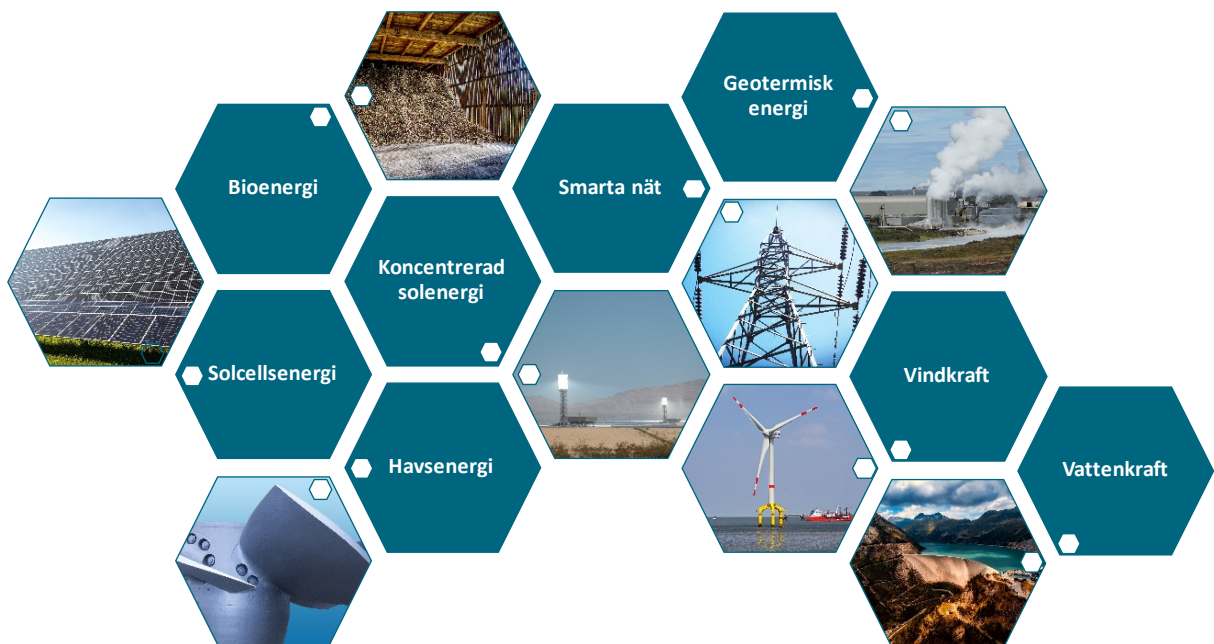 Geotermisk
energi
Bioenergi
Smarta nät
Koncentrerad
solenergi
Solcellsenergi
Vindkraft
Havsenergi
Vattenkraft